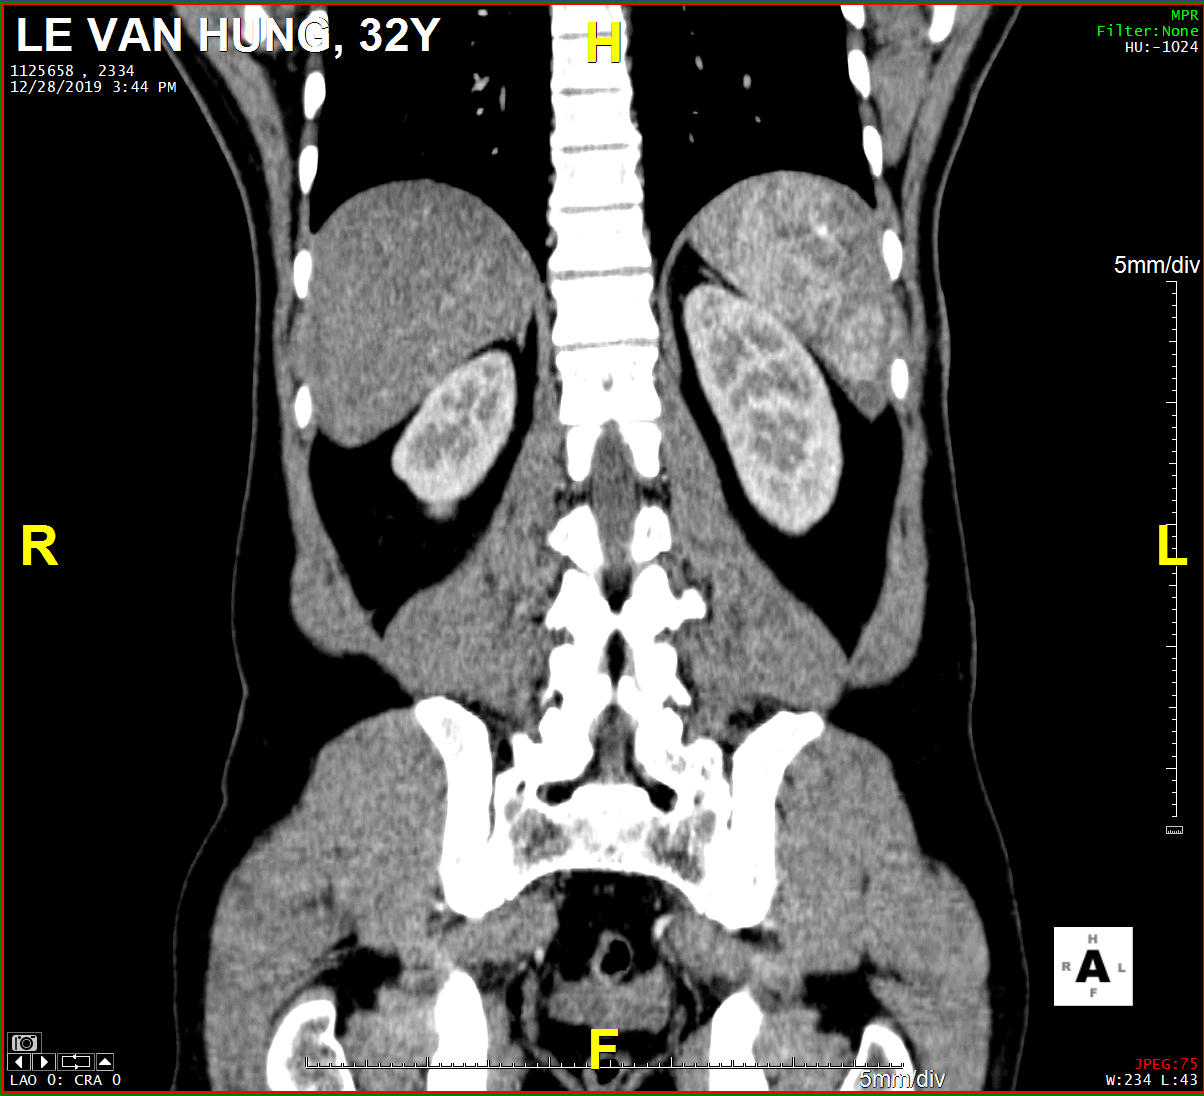 LE VAN HUNG, 32Y
1125658 , 2334
12/28/2019 3:44 PM
H
MPR
Filter:None
HU:-1024
5mm/div
R
L
H
R A L
F
F
5mm/div
LAO 0: CRA 0
JPEG:75
W:234 L:43